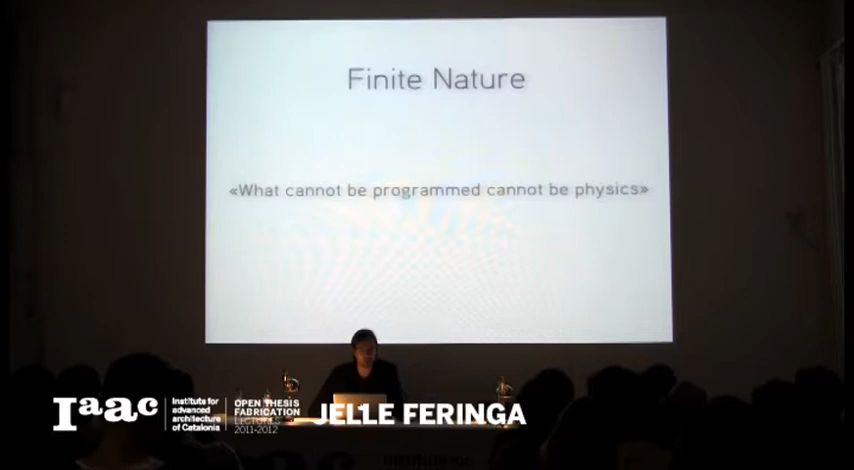 Finite Nature
«What cannot be programmed cannot be physics»
Iaac
Institute for
advanced
architecture
of Catalonia
OPEN THESIS
FABRICATION
LECTURES
2011-2012
JELLE FERINGA